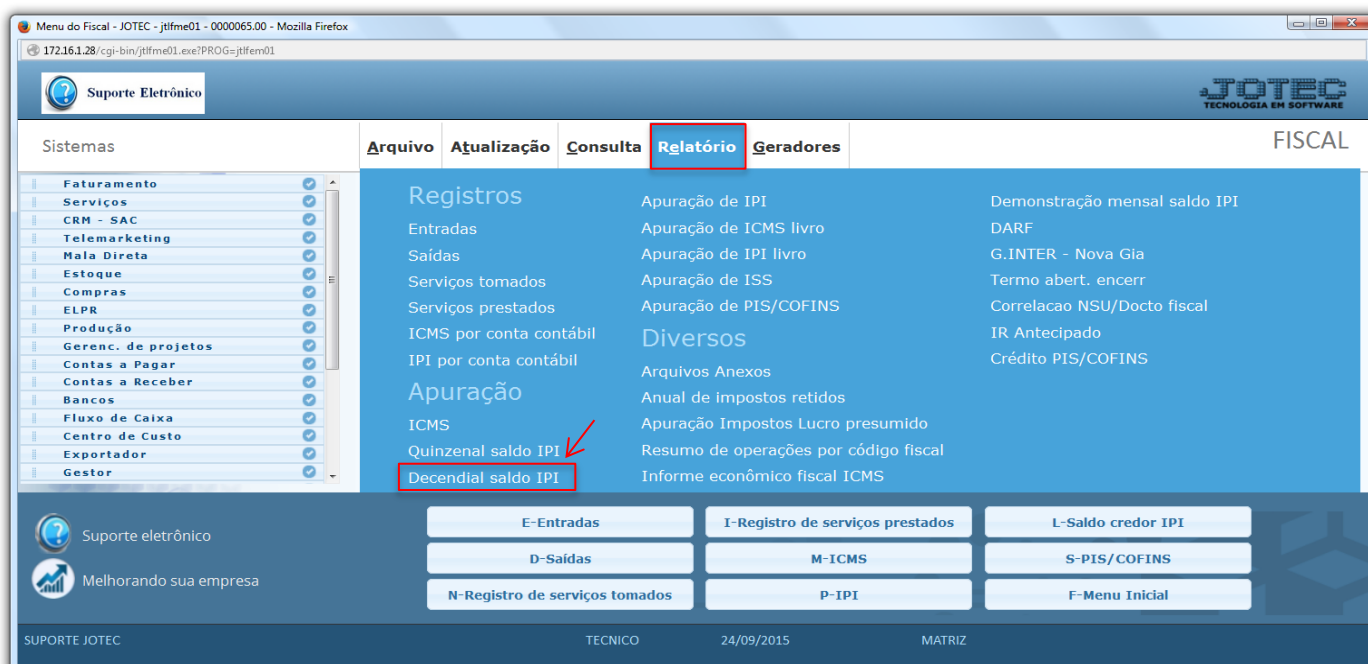 Menu do Fiscal - JOTEC - jtlfme01 - 0000065.00 - Mozilla Firefox
172.16.1.28/cgi-bin/jtlfme01.exe?PROG=jtlfem01
Suporte Eletrônico
JOTEC
TECNOLOGIA EM SOFTWARE
Sistemas
Arquivo Atualização Consulta Relatório Geradores
FISCAL
Faturamento
Serviços
CRM - SAC
Telemarketing
Mala Direta
Estoque
Compras
ELPR
Produção
Gerenc. de projetos
Contas a Pagar
Contas a Receber
Bancos
Fluxo de Caixa
Centro de Custo
Exportador
Gestor
Registros
Entradas
Saídas
Serviços tomados
Serviços prestados
ICMS por conta contábil
IPI por conta contábil
Apuração
ICMS
Quinzenal saldo IPI
Decendial saldo IPI
Apuração de IPI
Apuração de ICMS livro
Apuração de IPI livro
Apuração de ISS
Apuração de PIS/COFINS
Diversos
Arquivos Anexos
Anual de impostos retidos
Apuração Impostos Lucro presumido
Resumo de operações por código fiscal
Informe econômico fiscal ICMS
Demonstração mensal saldo IPI
DARF
G.INTER - Nova Gia
Termo abert. encerr
Correlacao NSU/Docto fiscal
IR Antecipado
Crédito PIS/COFINS
Suporte eletrônico
Melhorando sua empresa
E-Entradas
I-Registro de serviços prestados
L-Saldo credor IPI
D-Saídas
M-ICMS
S-PIS/COFINS
N-Registro de serviços tomados
P-IPI
F-Menu Inicial
SUPORTE JOTEC
TECNICO
24/09/2015
MATRIZ